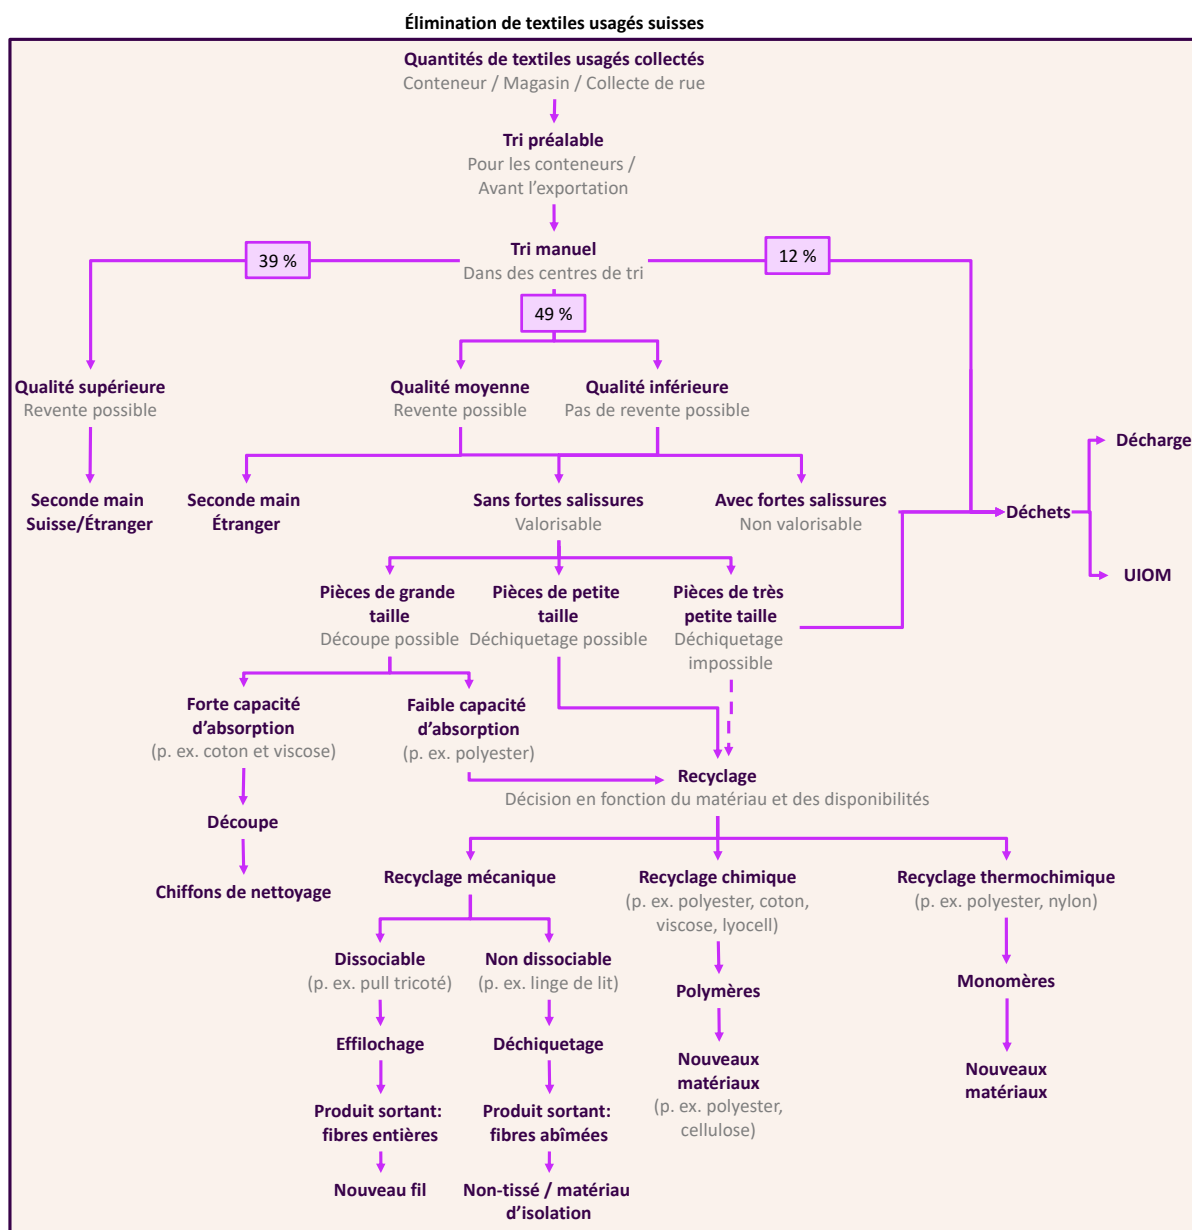 Élimination de textiles usagés suisses
Quantités de textiles usagés collectés
Conteneur / Magasin / Collecte de rue
Tri préalable
Pour les conteneurs /
Avant l'exportation
Tri manuel
Dans des centres de tri
39 %
12 %
49 %
Qualité supérieure
Revente possible
Qualité moyenne
Revente possible
Qualité inférieure
Pas de revente possible
Seconde main
Suisse/Étranger
Seconde main
Étranger
Sans fortes salissures
Valorisable
Avec fortes salissures
Non valorisable
Déchets
Décharge
UIOM
Pièces de grande
taille
Découpe possible
Pièces de petite
taille
Déchiquetage possible
Pièces de très
petite taille
Déchiquetage
impossible
Forte capacité
d'absorption
(p. ex. coton et viscose)
Faible capacité
d'absorption
(p. ex. polyester)
Découpe
Chiffons de nettoyage
Recyclage
Décision en fonction du matériau et des disponibilités
Recyclage mécanique
Recyclage chimique
(p. ex. polyester, coton,
viscose, lyocell)
Recyclage thermochimique
(p. ex. polyester, nylon)
Dissociable
(p. ex. pull tricoté)
Non dissociable
(p. ex. linge de lit)
Polymères
Monomères
Effilochage
Déchiquetage
Nouveaux
matériaux
(p. ex. polyester,
cellulose)
Nouveaux
matériaux
Produit sortant:
fibres entières
Produit sortant:
fibres abîmées
Nouveau fil
Non-tissé / matériau
d'isolation